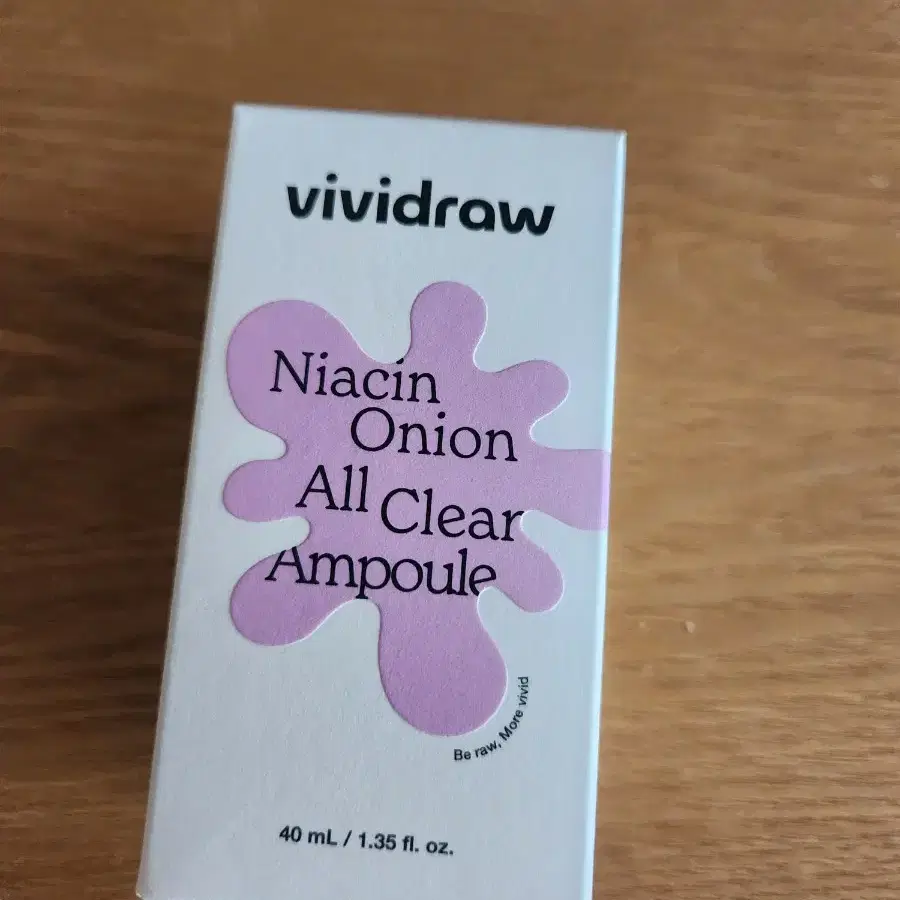 vividraw
Niacin
Onion
All Clear
Ampoule
Be raw, More vivid
40 mL / 1.35 fl. oz.